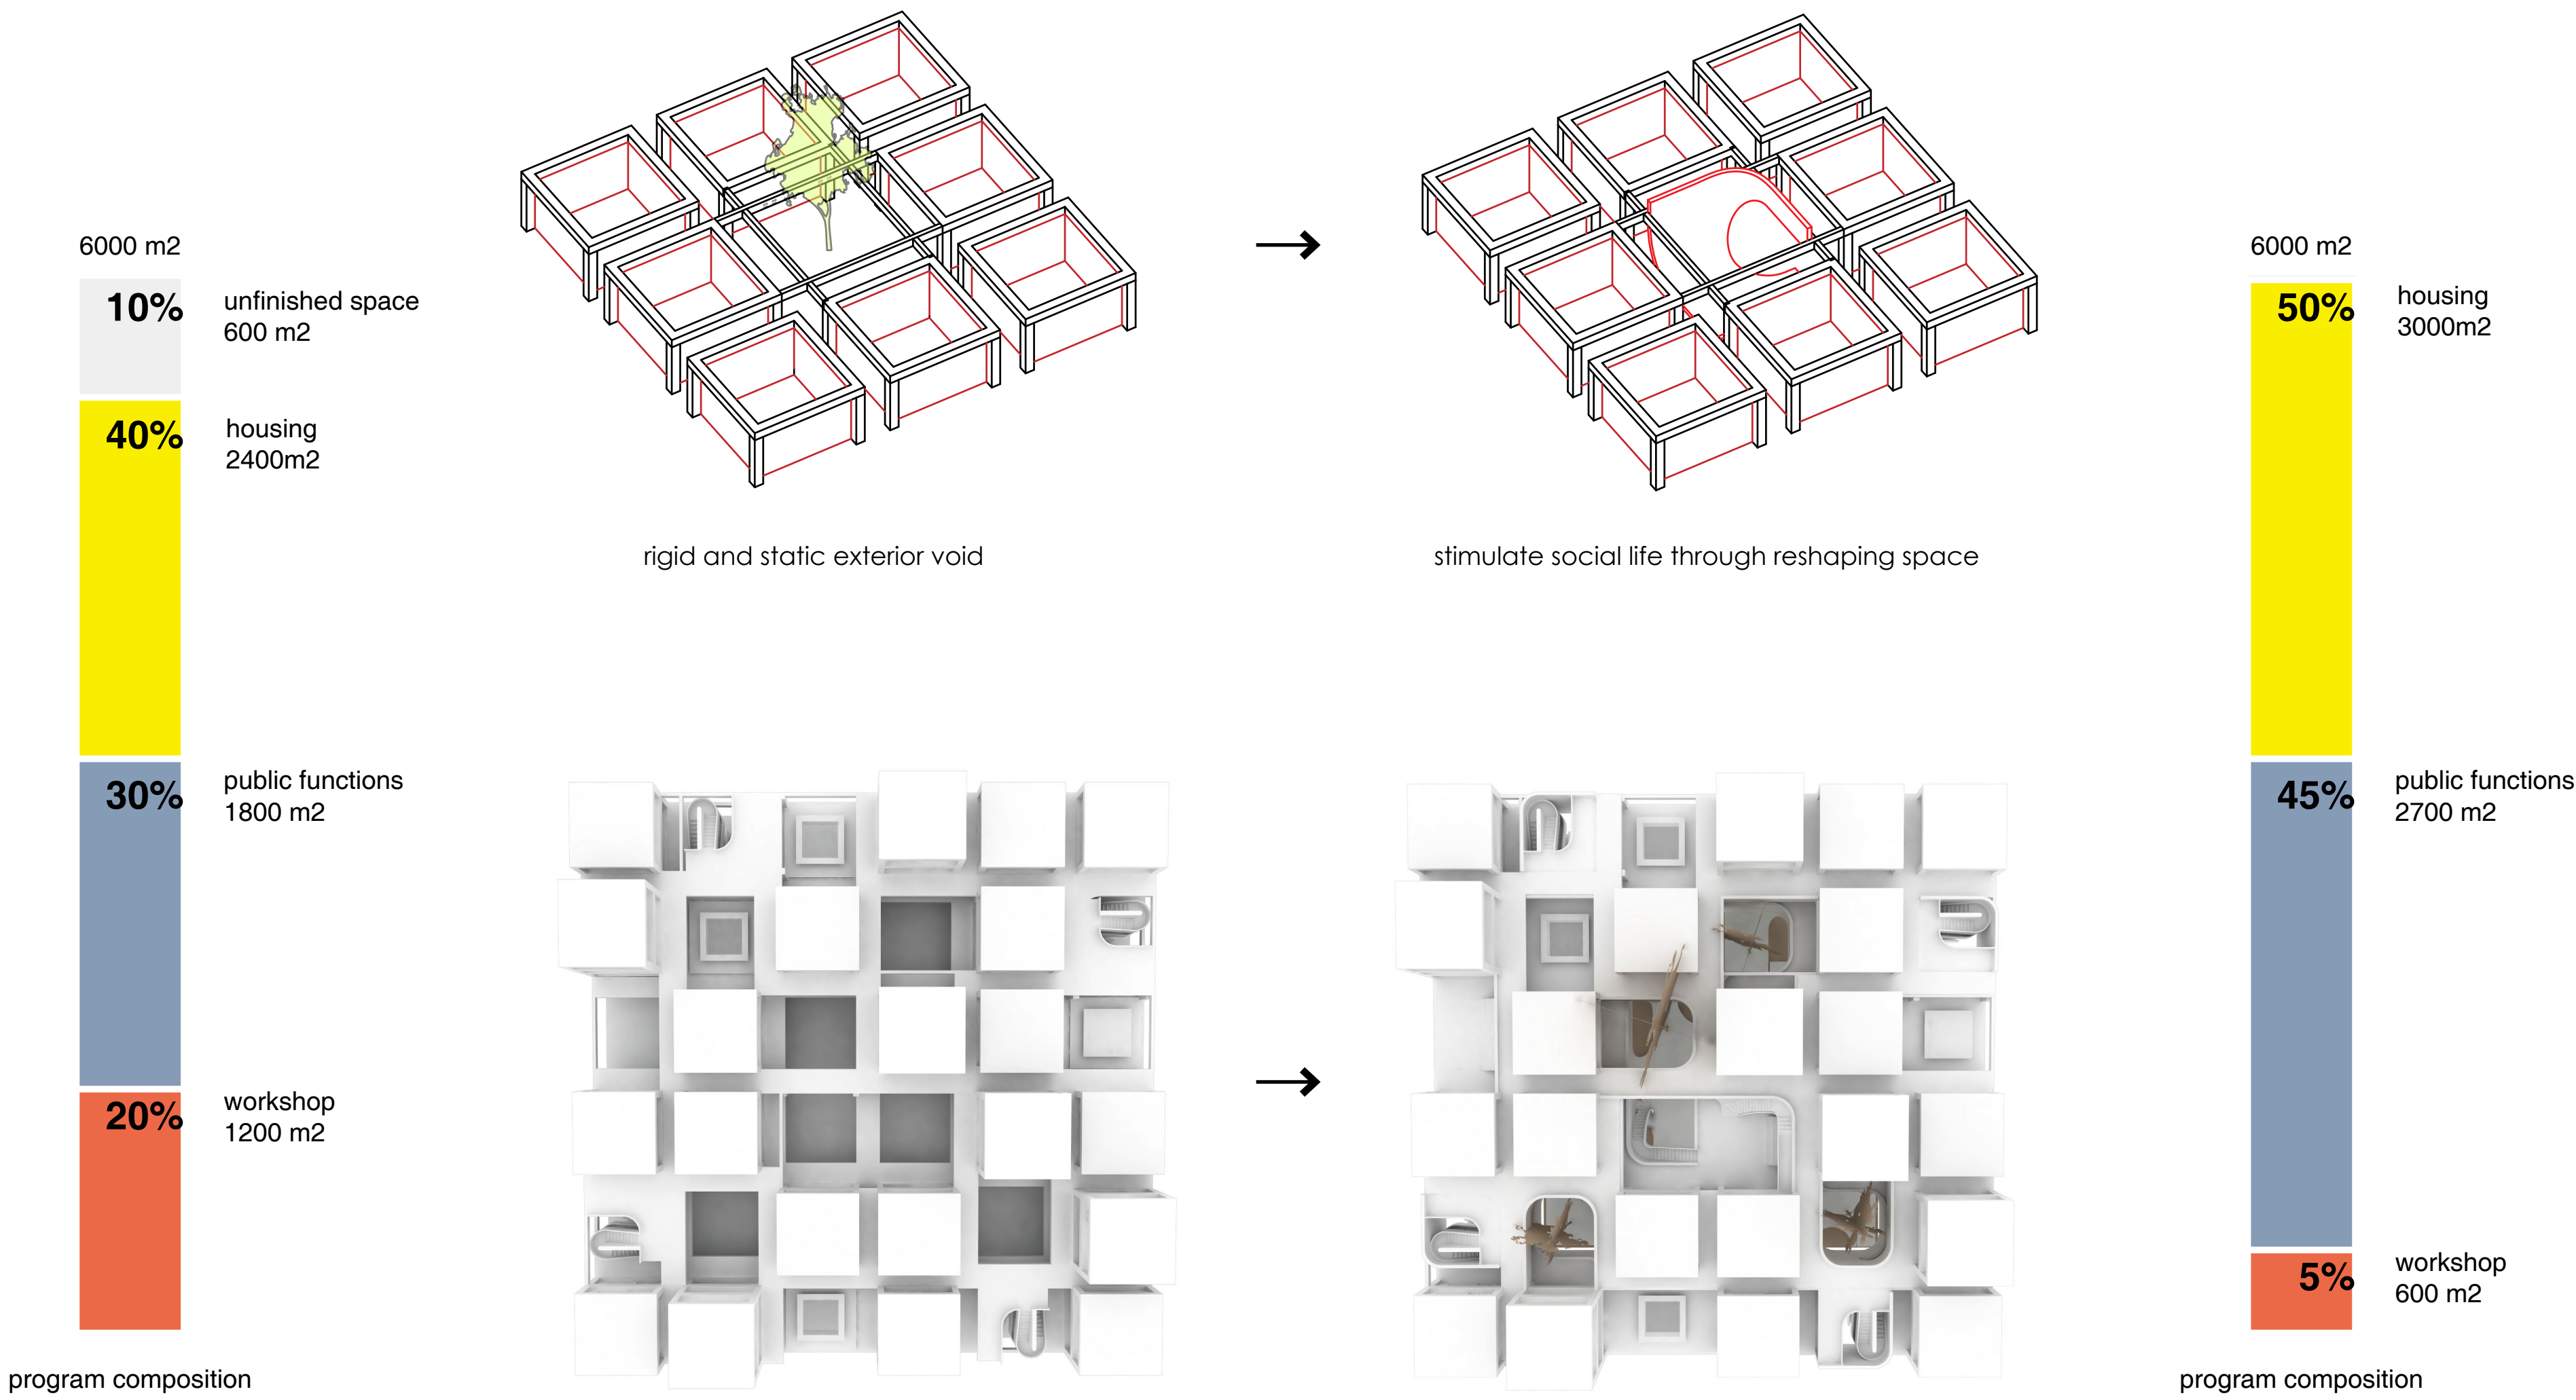 6000 m2
10%
unfinished space
600 m2
40%
housing
2400m2
30%
public functions
1800 m2
20%
workshop
1200 m2
program composition
rigid and static exterior void
stimulate social life through reshaping space
6000 m2
50%
housing
3000m2
45%
public functions
2700 m2
5%
workshop
600 m2
program composition